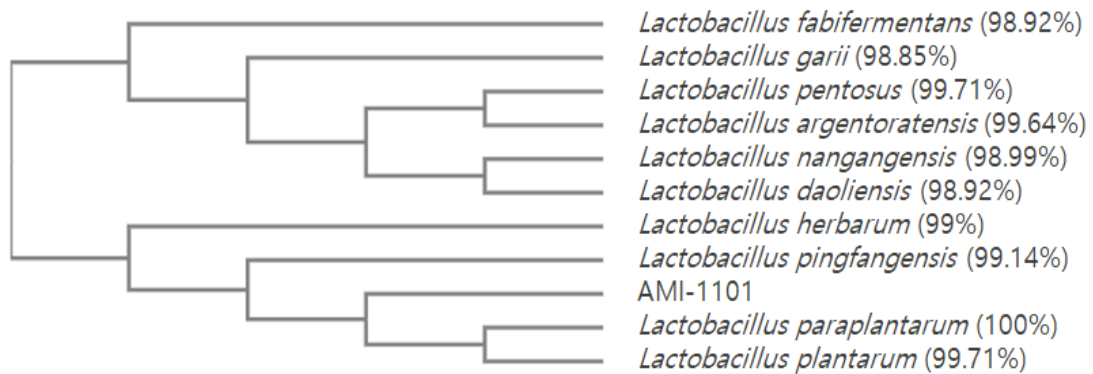 Lactobacillus fabifermentans (98.92%)
Lactobacillus garii (98.85%)
Lactobacillus pentosus (99.71%)
Lactobacillus argentoratensis (99.64%)
Lactobacillus nangangensis (98.99%)
Lactobacillus daoliensis (98.92%)
Lactobacillus herbarum (99%)
Lactobacillus pingfangensis (99.14%)
AMI-1101
Lactobacillus paraplantarum (100%)
Lactobacillus plantarum (99.71%)